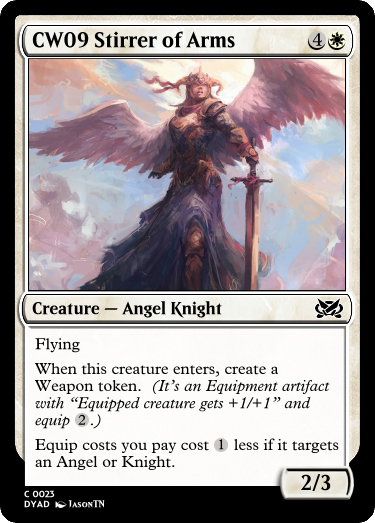 CW09 Stirrer of Arms 4
Creature — Angel Knight
Flying
When this creature enters, create a
Weapon token. (It's an Equipment artifact
with “Equipped creature gets +1/+1” and
equip 2.)
Equip costs you pay cost 1 less if it targets
an Angel or Knight.
2/3
C 0023
DYAD JasonTN